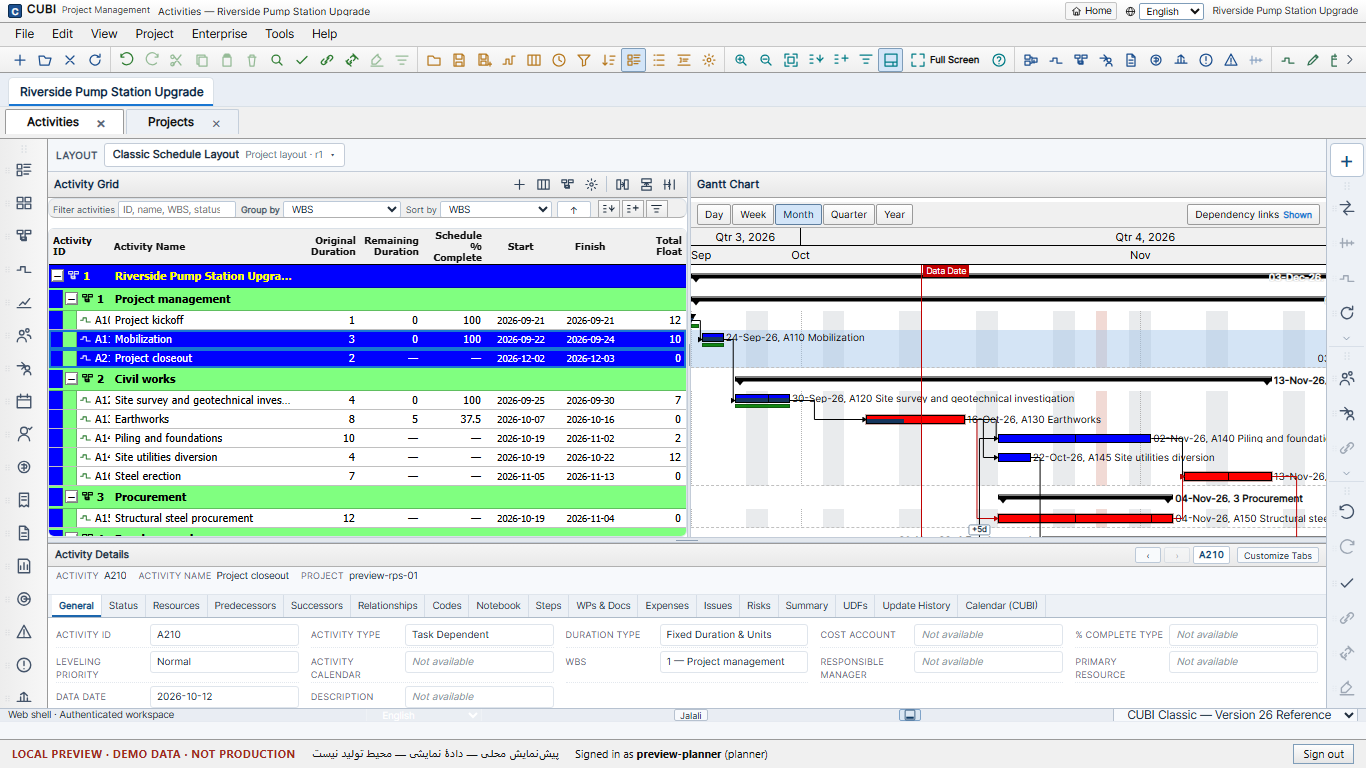 CUBI Project Management Activities — Riverside Pump Station Upgrade Home English Riverside Pump Station Upgrade
File Edit View Project Enterprise Tools Help
Full Screen
Riverside Pump Station Upgrade
Activities Projects
LAYOUT Classic Schedule Layout Project layout · r1
Activity Grid
Filter activities ID, name, WBS, status Group by WBS Sort by WBS
Activity ID Activity Name Original Duration Remaining Duration Schedule % Complete Start Finish Total Float
1 Riverside Pump Station Upgra...
1 Project management
Project kickoff 1 0 100 2026-09-21 2026-09-21 12
Mobilization 3 0 100 2026-09-22 2026-09-24 10
Project closeout 2 — — 2026-12-02 2026-12-03 0
2 Civil works
Site survey and geotechnical inves... 4 0 100 2026-09-25 2026-09-30 7
Earthworks 8 5 37.5 2026-10-07 2026-10-16 0
Piling and foundations 10 — — 2026-10-19 2026-11-02 2
Site utilities diversion 4 — — 2026-10-19 2026-10-22 12
Steel erection 7 — — 2026-11-05 2026-11-13 0
3 Procurement
Structural steel procurement 12 — — 2026-10-19 2026-11-04 0
Gantt Chart
Day Week Month Quarter Year Dependency links Shown
Qtr 3, 2026 Qtr 4, 2026
Sep Oct Nov
Data Date 03-Dec-26
24-Sep-26, A110 Mobilization
03
13-Nov-26,
30-Sep-26, A120 Site survey and geotechnical investigation
16-Oct-26, A130 Earthworks
02-Nov-26, A140 Piling and foundati
22-Oct-26, A145 Site utilities diversion
13-Nov-26,
04-Nov-26, 3 Procurement
04-Nov-26, A150 Structural stee
+5d
Activity Details A210 Customize Tabs
ACTIVITY A210 ACTIVITY NAME Project closeout PROJECT preview-rps-01
General Status Resources Predecessors Successors Relationships Codes Notebook Steps WPs & Docs Expenses Issues Risks Summary UDFs Update History Calendar (CUBI)
ACTIVITY ID A210 ACTIVITY TYPE Task Dependent DURATION TYPE Fixed Duration & Units COST ACCOUNT Not available % COMPLETE TYPE Not available
LEVELING PRIORITY Normal ACTIVITY CALENDAR Not available WBS 1 — Project management RESPONSIBLE MANAGER Not available PRIMARY RESOURCE Not available
DATA DATE 2026-10-12 DESCRIPTION Not available
Web shell · Authenticated workspace English Jalali CUBI Classic — Version 26 Reference
LOCAL PREVIEW · DEMO DATA · NOT PRODUCTION پیش‌نمایش محلی — دادهٔ نمایشی — محیط تولید نیست Signed in as preview-planner (planner) Sign out